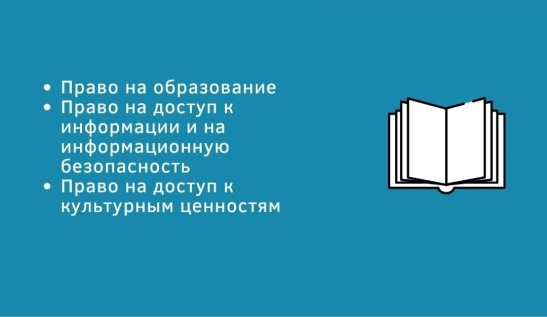 • Право на образование
• Право на доступ к
информации и на
информационную
безопасность
• Право на доступ к
культурным ценностям